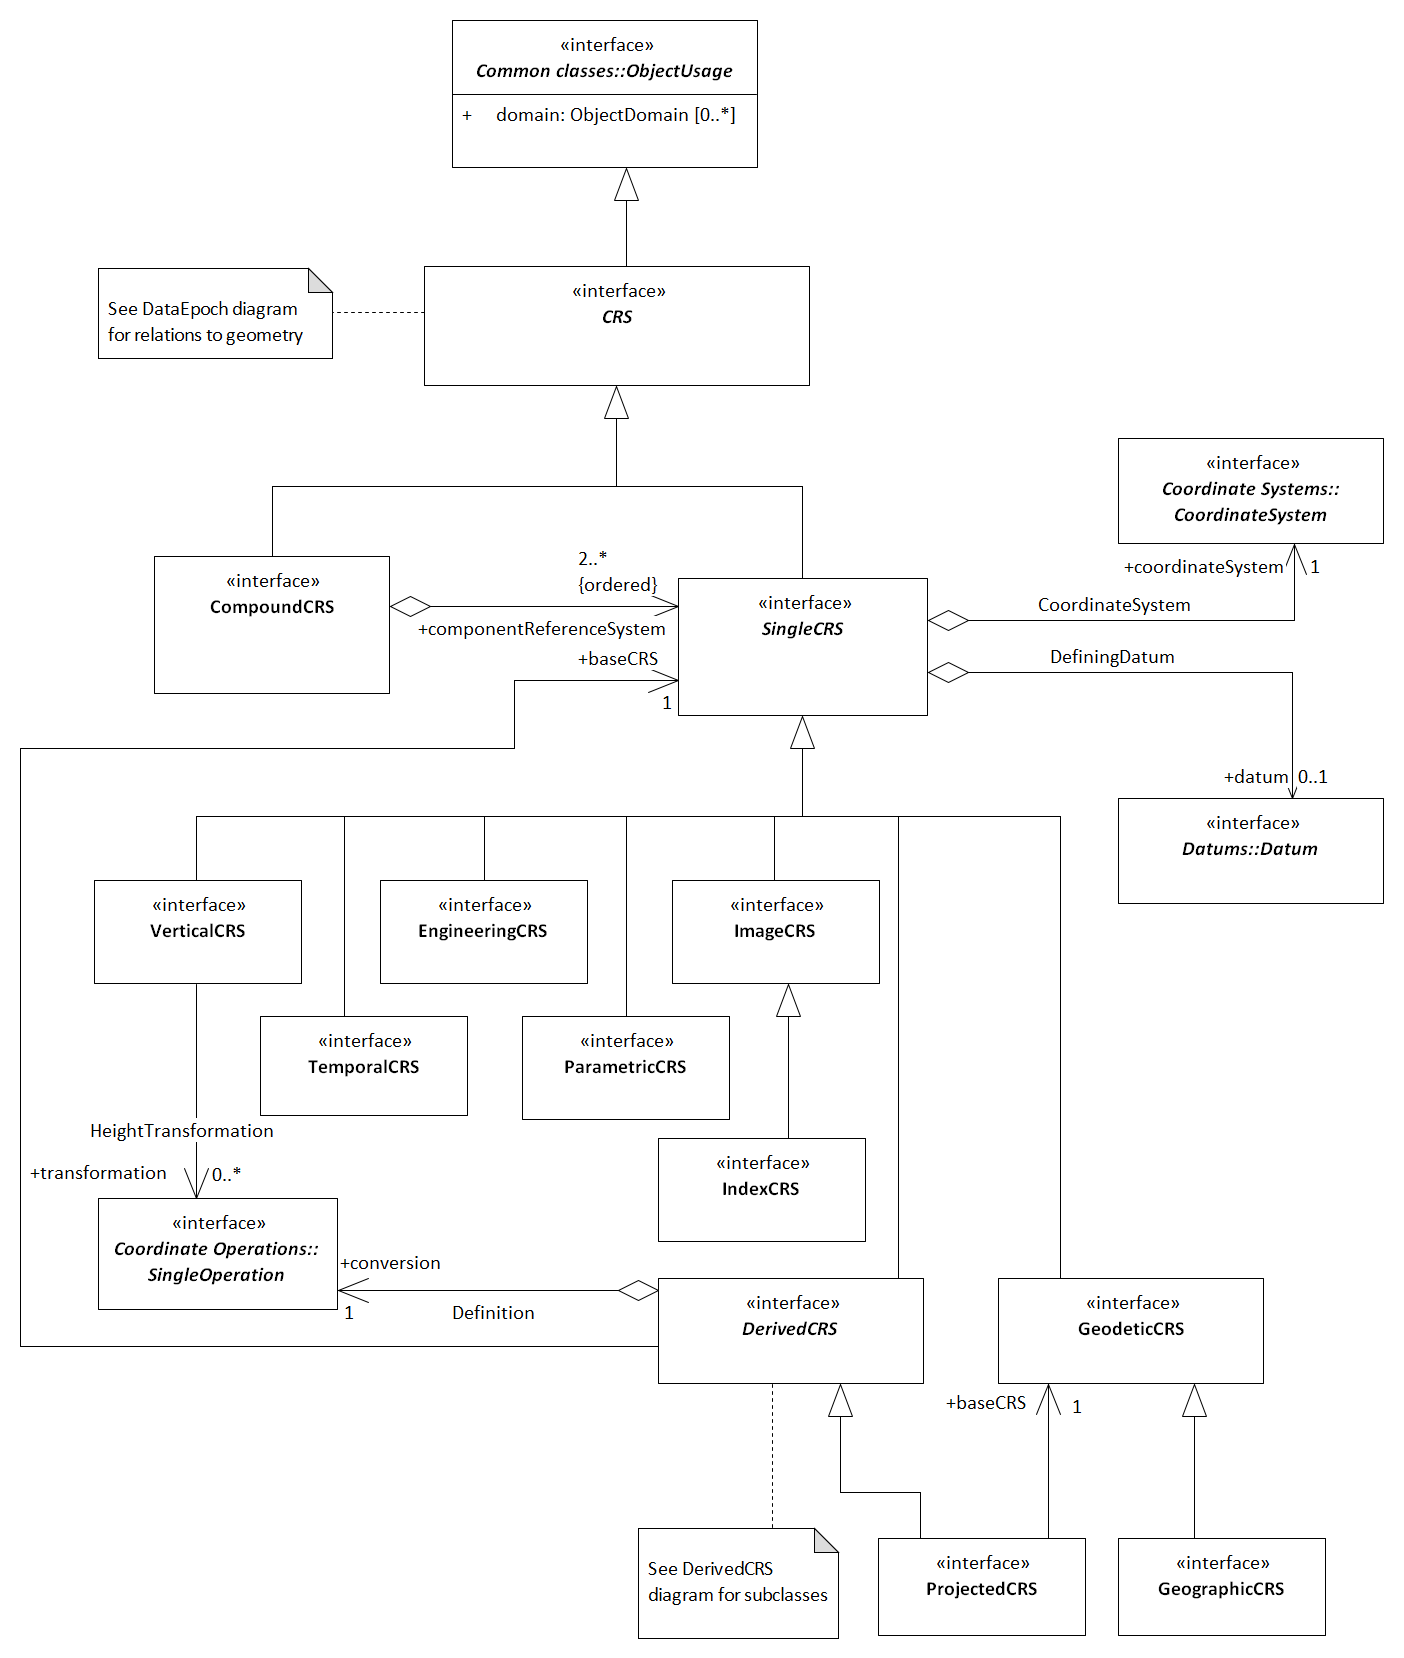 «interface»
Common classes::ObjectUsage
+ domain: ObjectDomain [0..*]
See DataEpoch diagram
for relations to geometry
«interface»
CRS
«interface»
Coordinate Systems::
CoordinateSystem
+coordinateSystem
1
«interface»
CompoundCRS
2..*
{ordered}
+componentReferenceSystem
+baseCRS
1
«interface»
SingleCRS
CoordinateSystem
DefiningDatum
+datum
0..1
«interface»
Datums::Datum
«interface»
VerticalCRS
«interface»
EngineeringCRS
«interface»
ImageCRS
«interface»
TemporalCRS
«interface»
ParametricCRS
HeightTransformation
+transformation
0..*
«interface»
IndexCRS
«interface»
Coordinate Operations::
SingleOperation
+conversion
1
Definition
«interface»
DerivedCRS
«interface»
GeodeticCRS
+baseCRS
1
See DerivedCRS
diagram for subclasses
«interface»
ProjectedCRS
«interface»
GeographicCRS